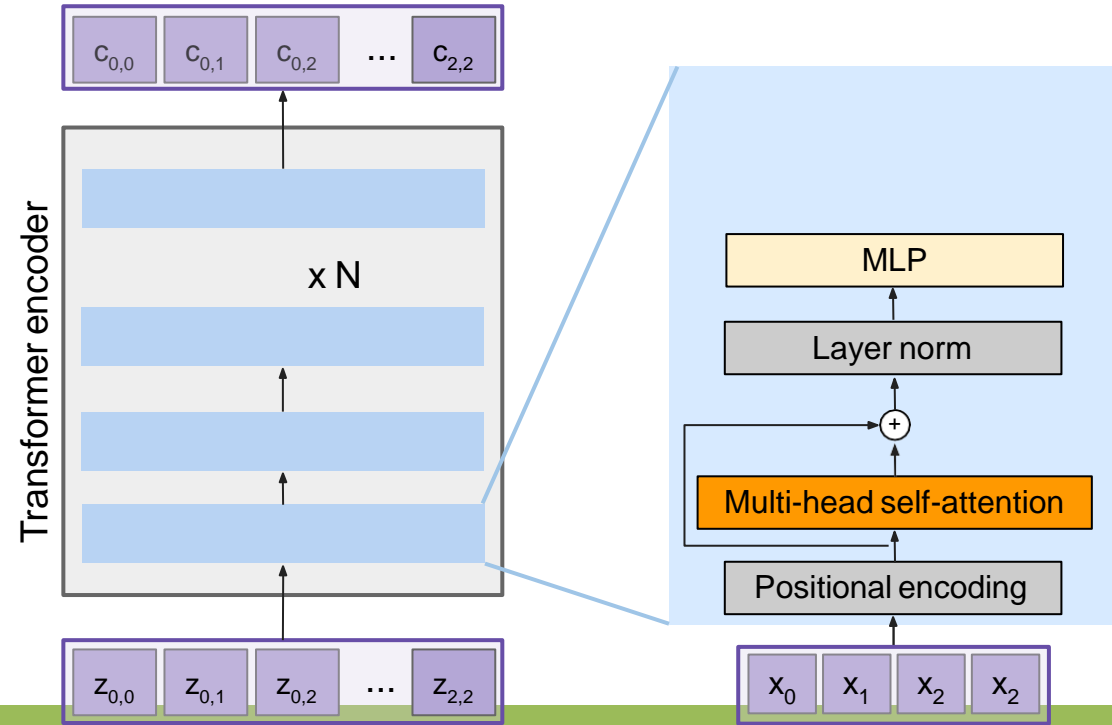 c0,0 c0,1 c0,2 ... c2,2
Transformer encoder
x N
z0,0 z0,1 z0,2 ... z2,2
MLP
Layer norm
+
Multi-head self-attention
Positional encoding
x0 x1 x2 x2